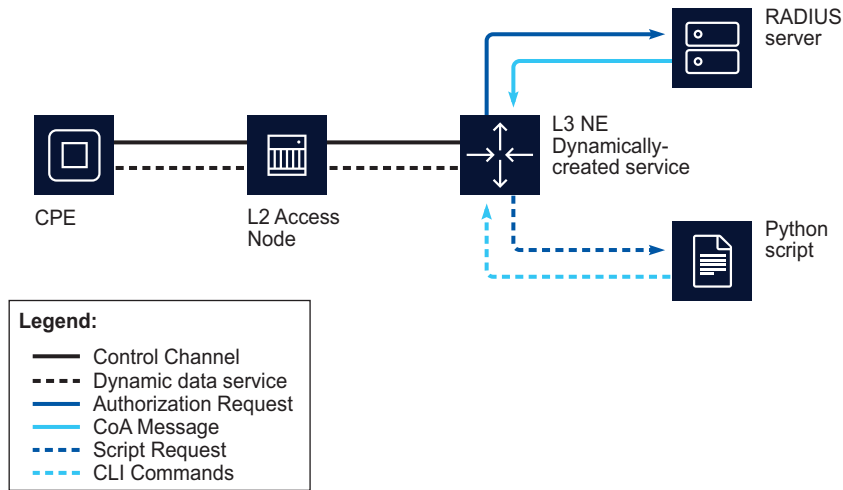 RADIUS
server
L3 NE
Dynamically-
created service
CPE
L2 Access
Node
Python
script
Legend:
Control Channel
Dynamic data service
Authorization Request
CoA Message
Script Request
CLI Commands